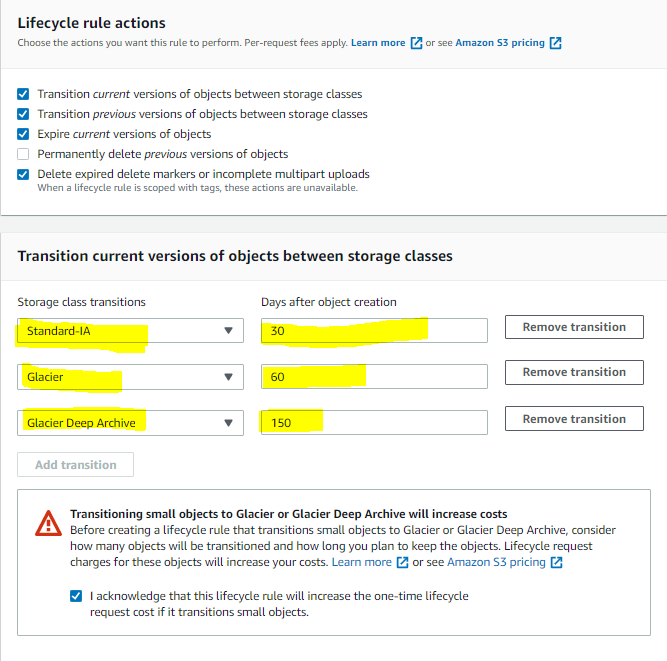 Lifecycle rule actions
Choose the actions you want this rule to perform. Per-request fees apply. Learn more or see Amazon S3 pricing
Transition current versions of objects between storage classes
Transition previous versions of objects between storage classes
Expire current versions of objects
Permanently delete previous versions of objects
Delete expired delete markers or incomplete multipart uploads
When a lifecycle rule is scoped with tags, these actions are unavailable.
Transition current versions of objects between storage classes
Storage class transitions Days after object creation
Standard-IA 30 Remove transition
Glacier 60 Remove transition
Glacier Deep Archive 150 Remove transition
Add transition
Transitioning small objects to Glacier or Glacier Deep Archive will increase costs
Before creating a lifecycle rule that transitions small objects to Glacier or Glacier Deep Archive, consider
how many objects will be transitioned and how long you plan to keep the objects. Lifecycle request
charges for these objects will increase your costs. Learn more or see Amazon S3 pricing
I acknowledge that this lifecycle rule will increase the one-time lifecycle
request cost if it transitions small objects.